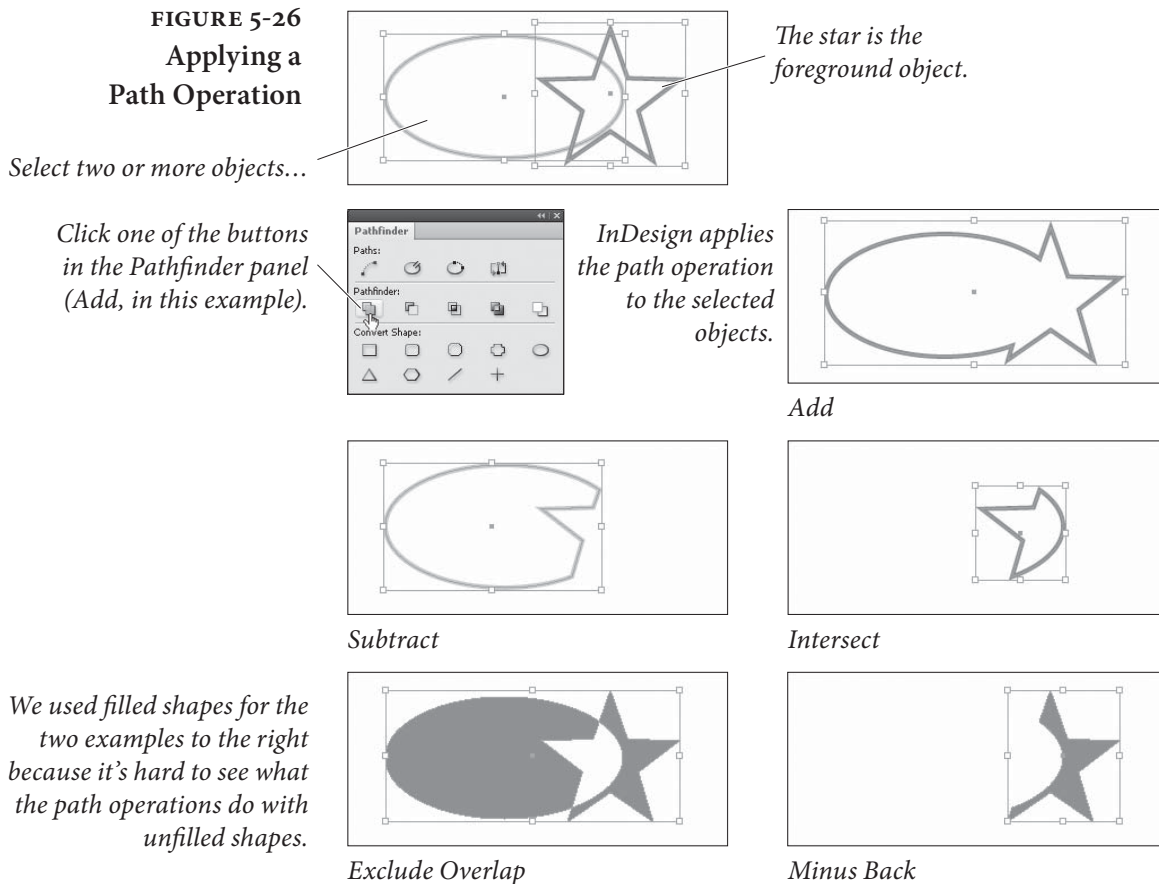 FIGURE 5-26
Applying a
Path Operation
The star is the
foreground object.
Select two or more objects…
Click one of the buttons
in the Pathfinder panel
(Add, in this example).
Pathfinder
Paths:
Pathfinder:
Convert Shape:
InDesign applies
the path operation
to the selected
objects.
Add
Subtract
Intersect
We used filled shapes for the
two examples to the right
because it’s hard to see what
the path operations do with
unfilled shapes.
Exclude Overlap
Minus Back